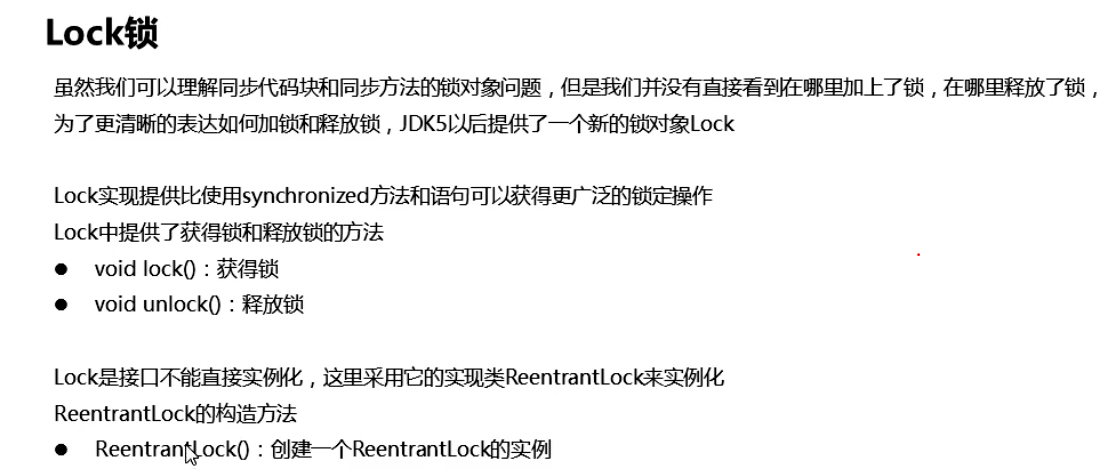 Lock锁
虽然我们可以理解同步代码块和同步方法的锁对象问题，但是我们并没有直接看到在哪里加上了锁，在哪里释放了锁，
为了更清晰的表达如何加锁和释放锁，JDK5以后提供了一个新的锁对象Lock
Lock实现提供比使用synchronized方法和语句可以获得更广泛的锁定操作
Lock中提供了获得锁和释放锁的方法
● void lock()：获得锁
● void unlock()：释放锁
Lock是接口不能直接实例化，这里采用它的实现类ReentrantLock来实例化
ReentrantLock的构造方法
● ReentrantLock()：创建一个ReentrantLock的实例